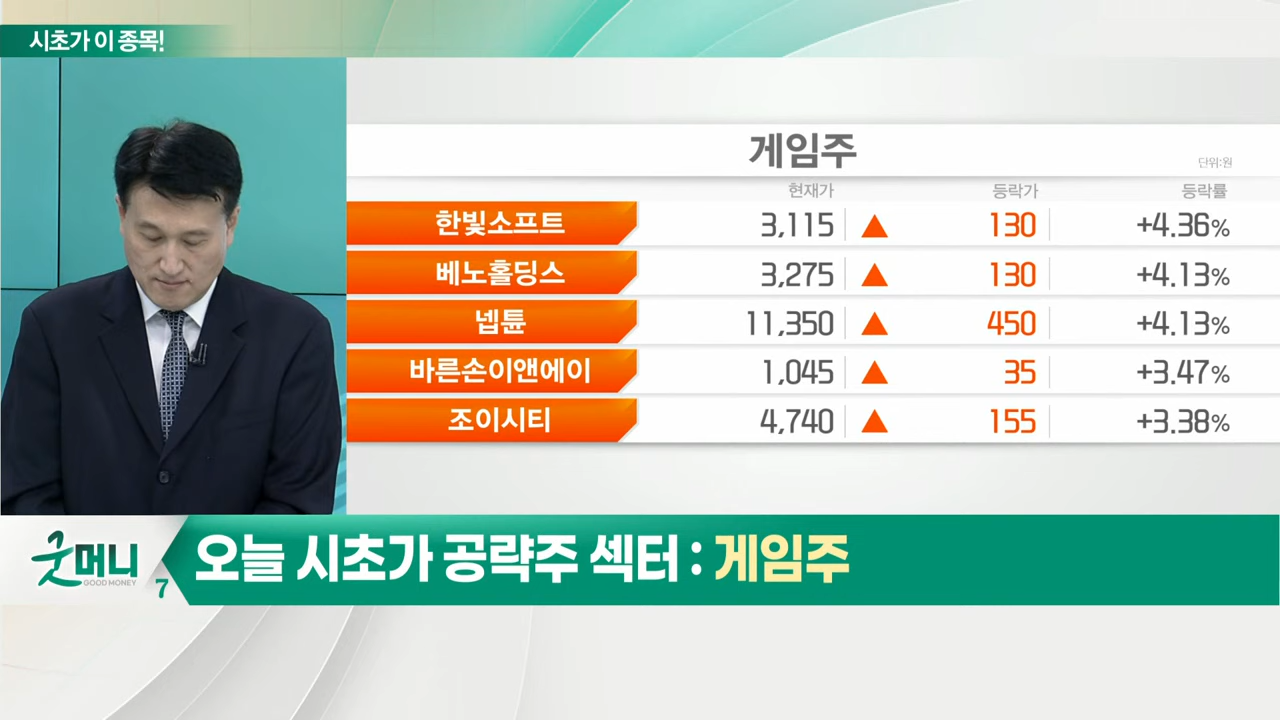 시초가 이 종목!
게임주
단위:원
현재가 등락가 등락률
한빛소프트 3,115 ▲ 130 +4.36%
베노홀딩스 3,275 ▲ 130 +4.13%
넵튠 11,350 ▲ 450 +4.13%
바른손이앤에이 1,045 ▲ 35 +3.47%
조이시티 4,740 ▲ 155 +3.38%
굿머니
GOOD MONEY
7
오늘 시초가 공략주 섹터 : 게임주